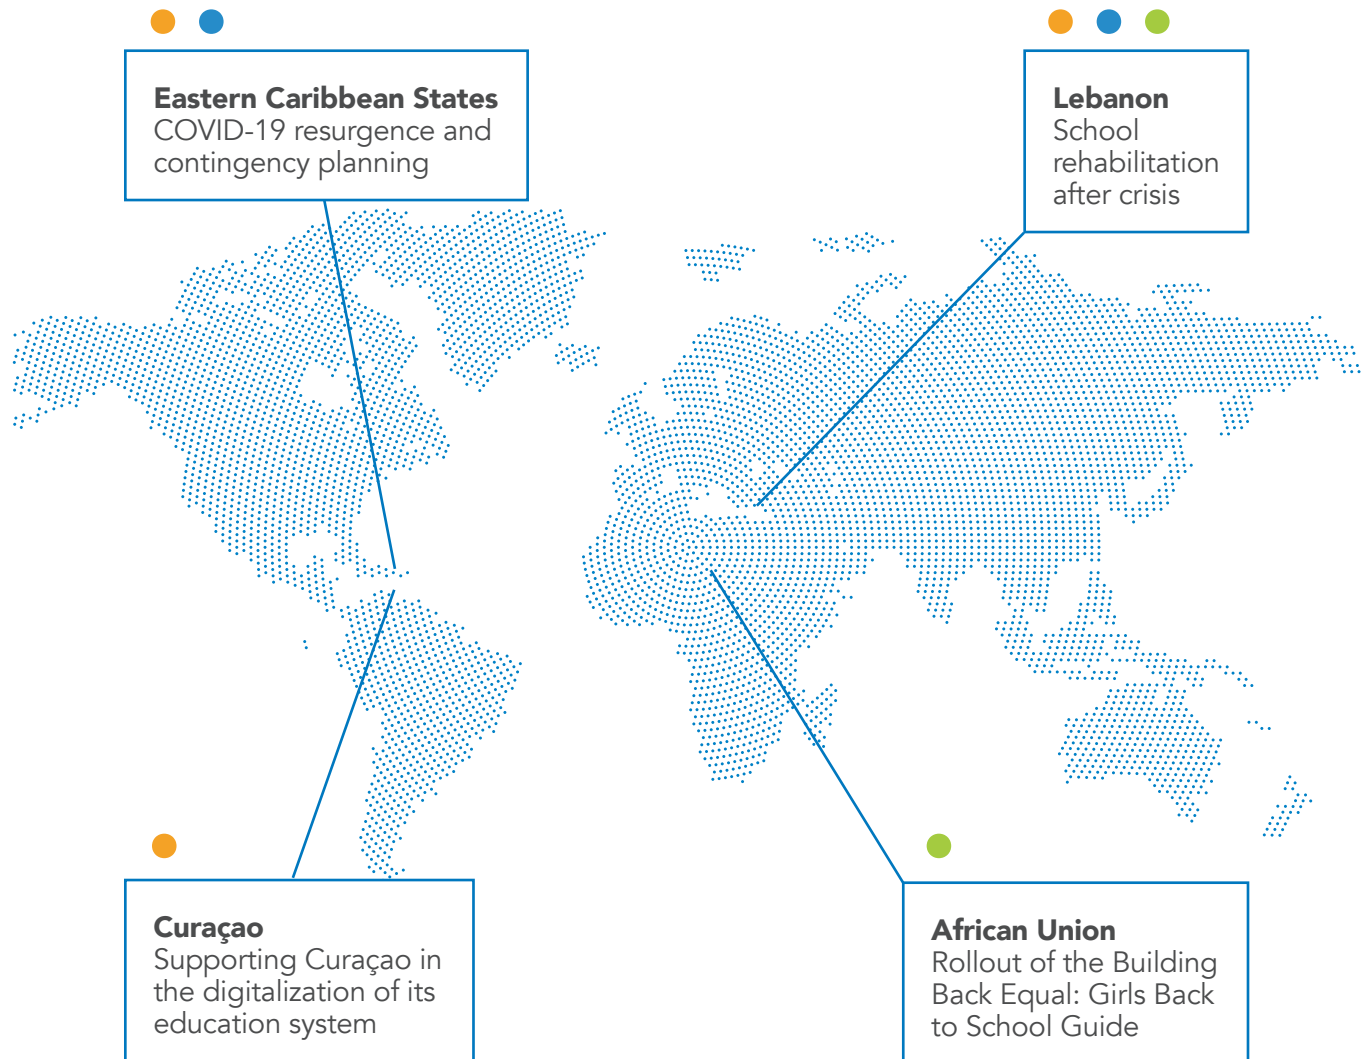 Eastern Caribbean States
COVID-19 resurgence and
contingency planning
Lebanon
School
rehabilitation
after crisis
Curaçao
Supporting Curaçao in
the digitalization of its
education system
African Union
Rollout of the Building
Back Equal: Girls Back
to School Guide